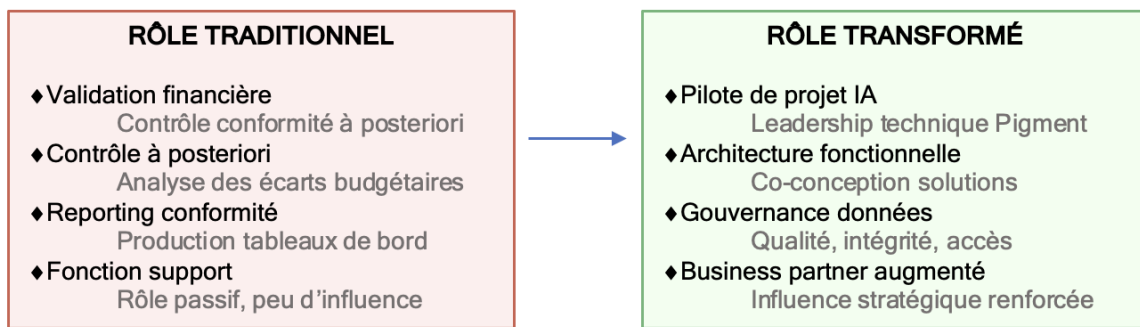 RÔLE TRADITIONNEL
♦Validation financière
Contrôle conformité à posteriori
♦Contrôle à posteriori
Analyse des écarts budgétaires
♦Reporting conformité
Production tableaux de bord
♦Fonction support
Rôle passif, peu d’influence
RÔLE TRANSFORMÉ
♦Pilote de projet IA
Leadership technique Pigment
♦Architecture fonctionnelle
Co-conception solutions
♦Gouvernance données
Qualité, intégrité, accès
♦Business partner augmenté
Influence stratégique renforcée